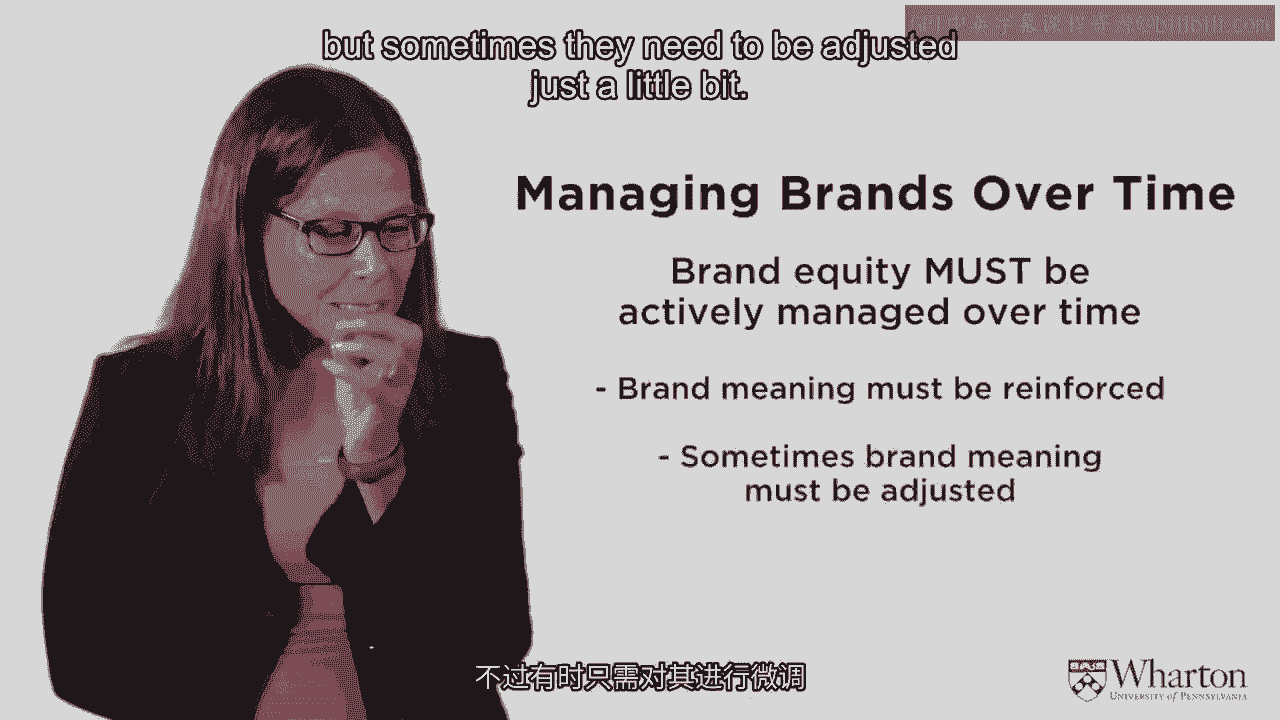 but sometimes they need to be adjusted
just a little bit.
Managing Brands Over Time
Brand equity MUST be
actively managed over time
- Brand meaning must be reinforced
- Sometimes brand meaning
must be adjusted
不过有时只需对其进行微调
Wharton
UNIVERSITY of PENNSYLVANIA